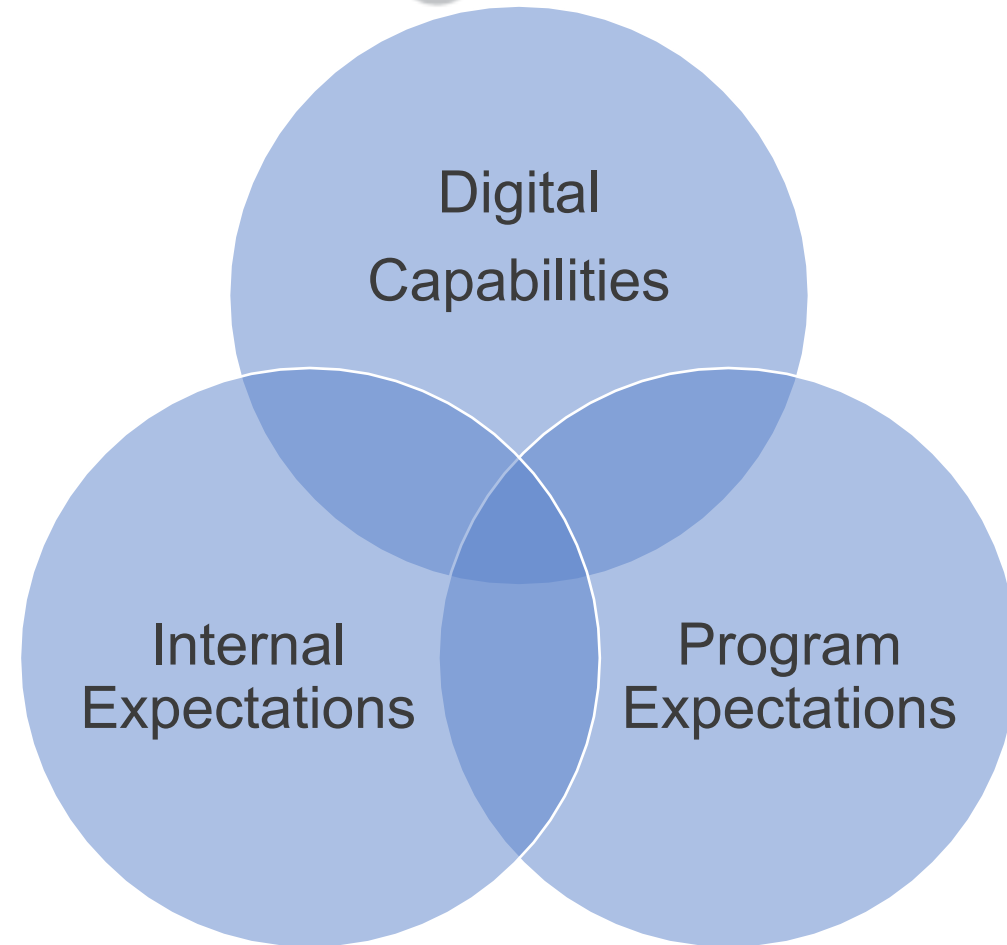 Digital
Capabilities
Internal
Expectations
Program
Expectations